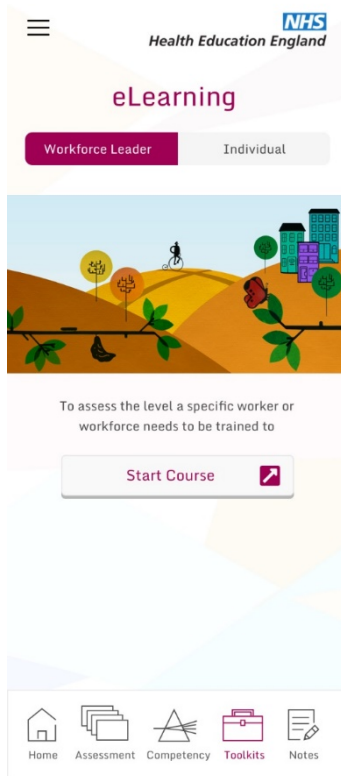 NHS
Health Education England
eLearning
Workforce Leader
Individual
To assess the level a specific worker or
workforce needs to be trained to
Start Course
Home
Assessment
Competency
Toolkits
Notes